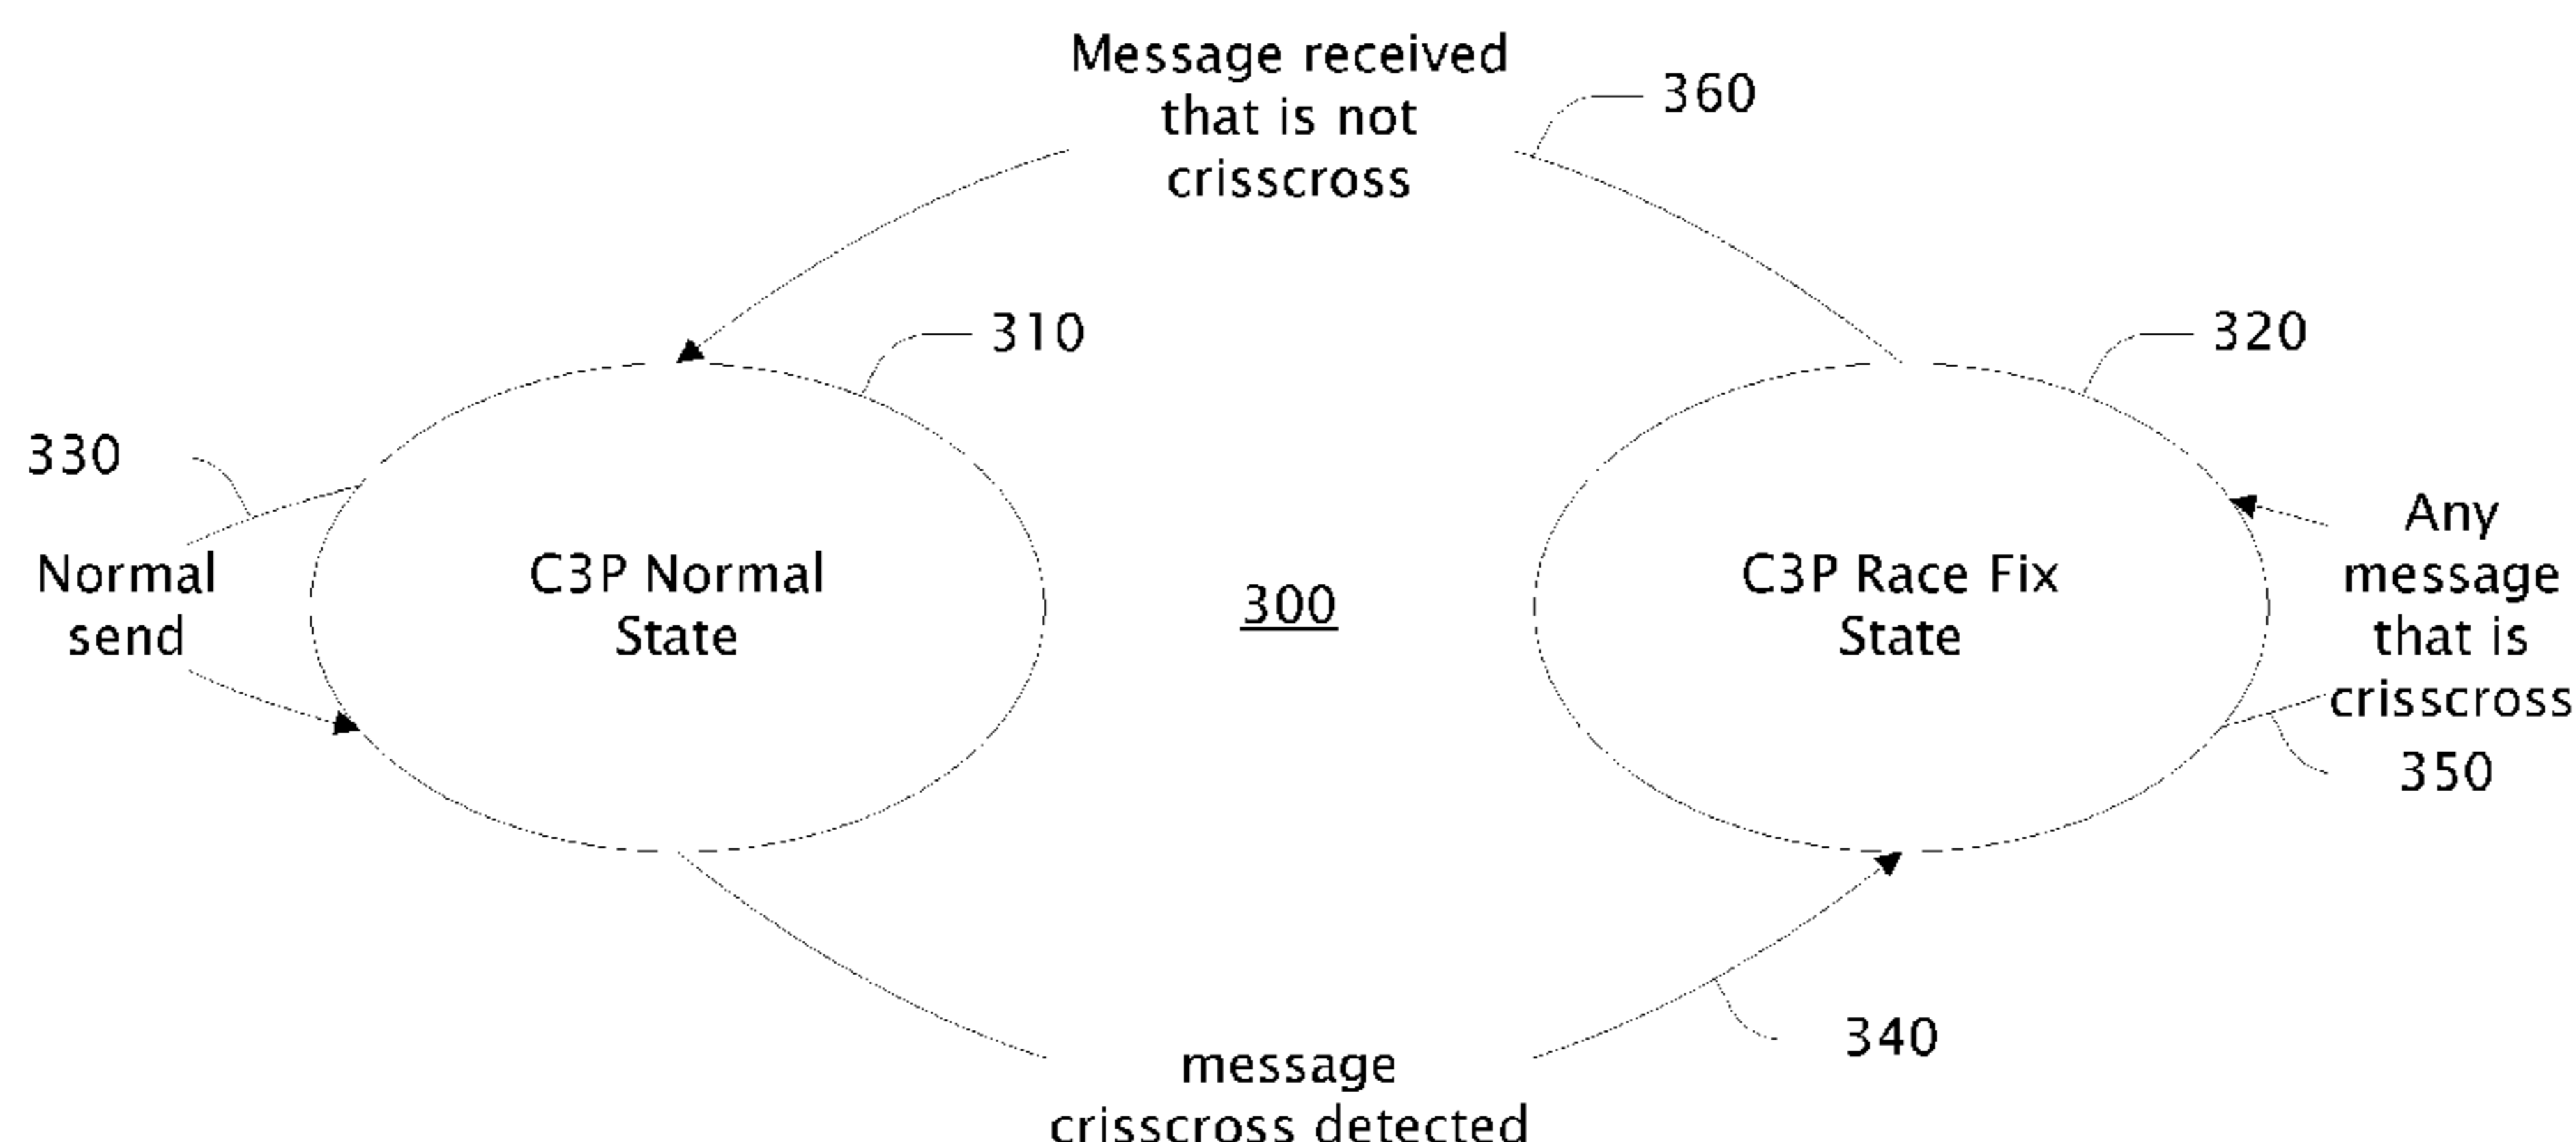 Message received
that is not
crisscross
360
310
320
330
Normal
send
C3P Normal
State
300
C3P Race Fix
State
Any
message
that is
crisscross
350
340
message
crisscross detected